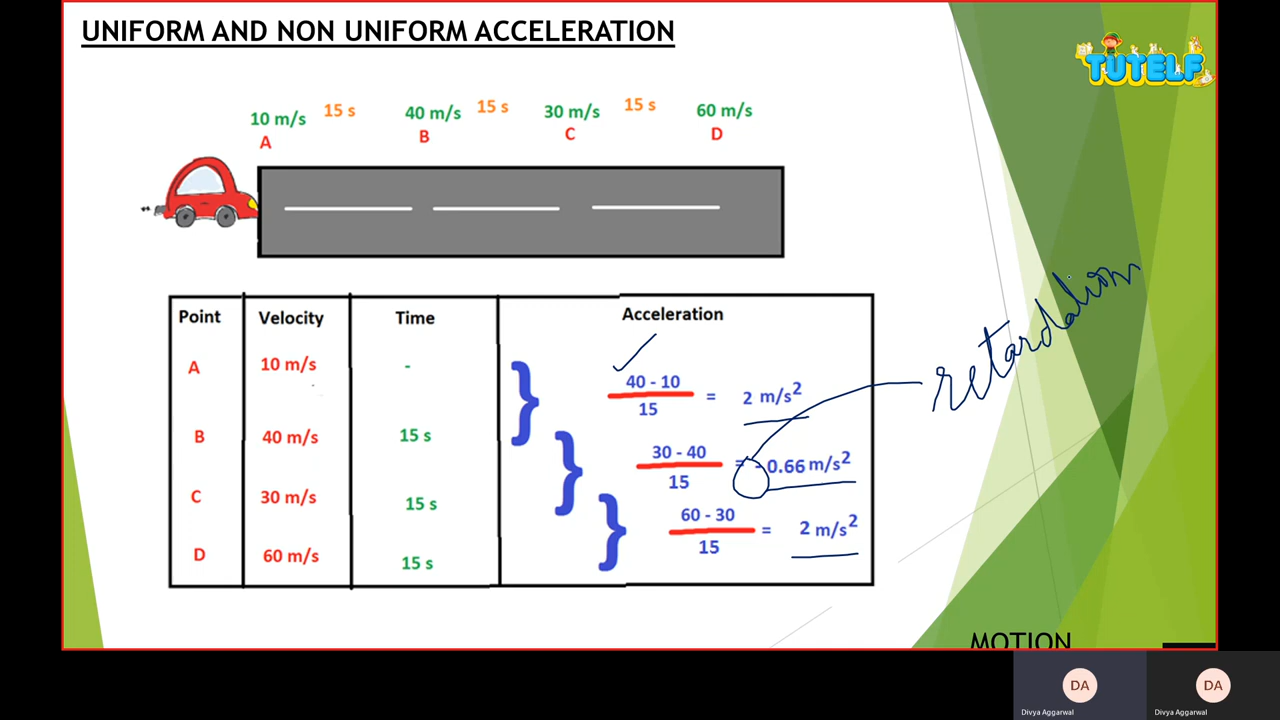 UNIFORM AND NON UNIFORM ACCELERATION
TUTELF
10 m/s 15 s 40 m/s 15 s 30 m/s 15 s 60 m/s
A B C D
Point Velocity Time Acceleration
A 10 m/s -
40 - 10
15
= 2 m/s²
B 40 m/s 15 s
30 - 40
15
= - 0.66 m/s²
C 30 m/s 15 s
60 - 30
15
= 2 m/s²
D 60 m/s 15 s
retardation
MOTION
DA
Divya Aggarwal
DA
Divya Aggarwal